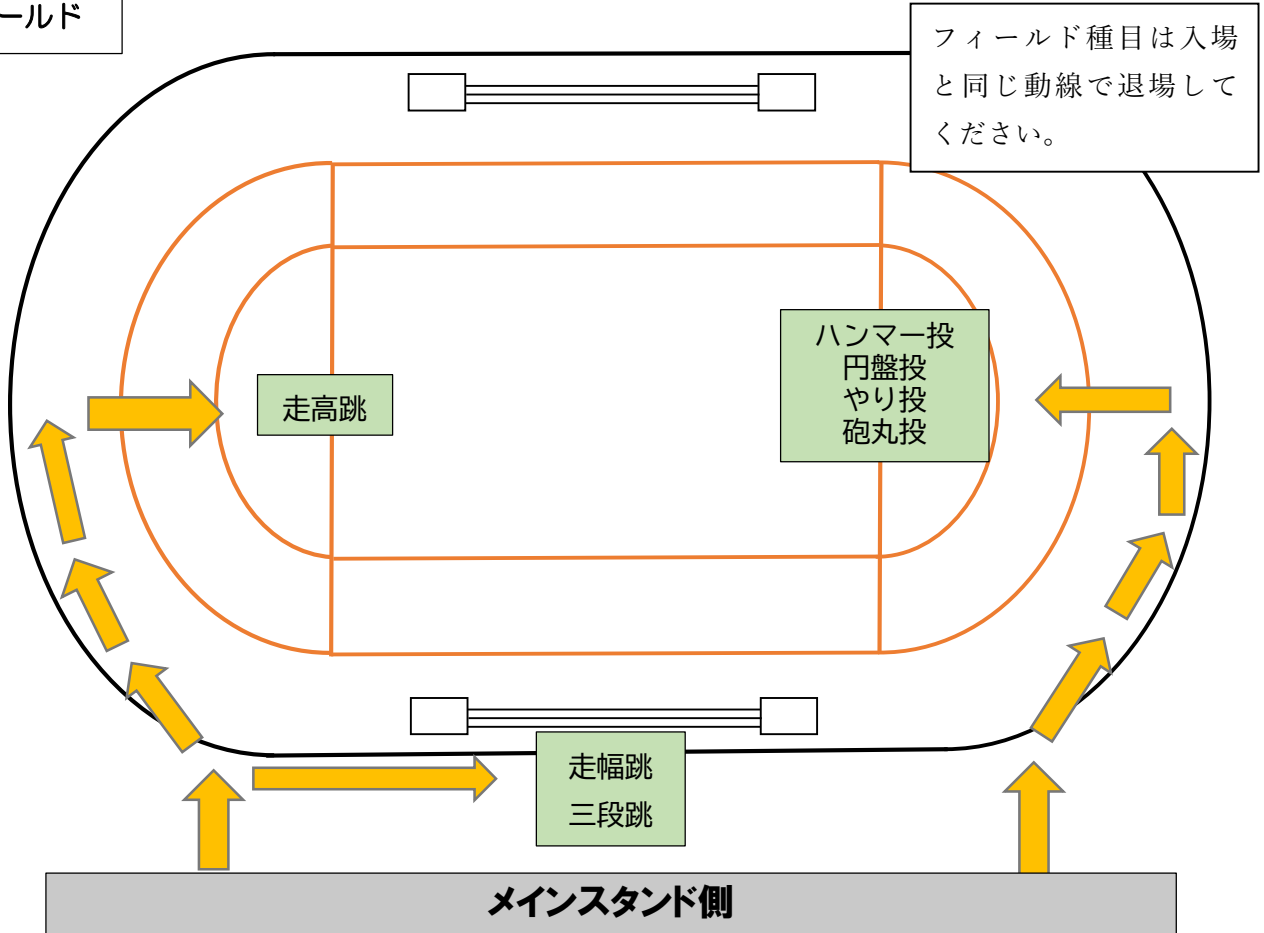 ールド
フィールド種目は入場
と同じ動線で退場して
ください。
ハンマー投
円盤投
やり投
砲丸投
走高跳
走幅跳
三段跳
メインスタンド側